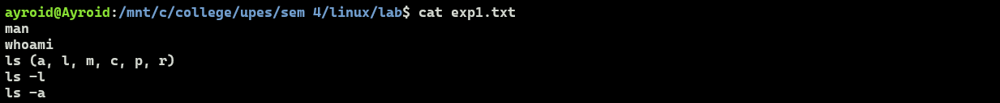 ayroid@Ayroid:/mnt/c/college/upes/sem 4/linux/lab$ cat exp1.txt
man
whoami
ls (a, l, m, c, p, r)
ls -l
ls -a